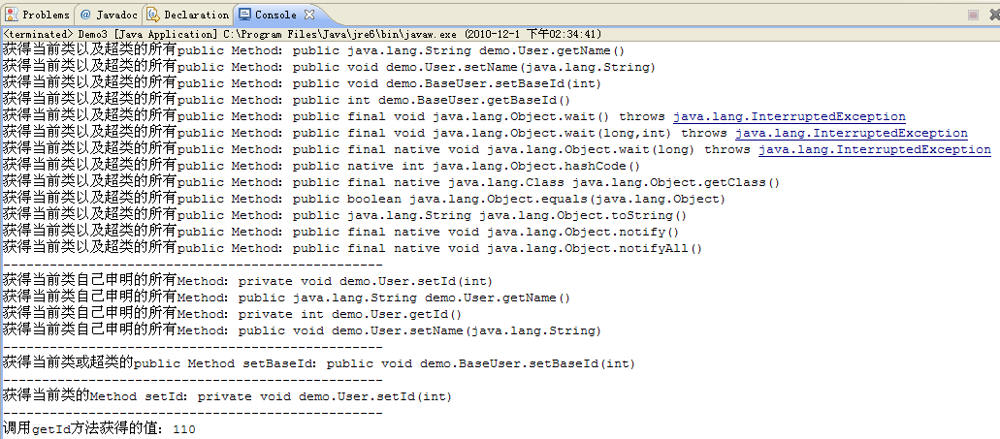 Problems @ Javadoc Declaration Console
<terminated> Demo3 [Java Application] C:\Program Files\Java\jre6\bin\javaw.exe (2010-12-1 下午02:34:41)
获得当前类以及超类的所有public Method: public java.lang.String demo.User.getName()
获得当前类以及超类的所有public Method: public void demo.User.setName(java.lang.String)
获得当前类以及超类的所有public Method: public void demo.BaseUser.setBaseId(int)
获得当前类以及超类的所有public Method: public int demo.BaseUser.getBaseId()
获得当前类以及超类的所有public Method: public final void java.lang.Object.wait() throws java.lang.InterruptedException
获得当前类以及超类的所有public Method: public final void java.lang.Object.wait(long,int) throws java.lang.InterruptedException
获得当前类以及超类的所有public Method: public final native void java.lang.Object.wait(long) throws java.lang.InterruptedException
获得当前类以及超类的所有public Method: public native int java.lang.Object.hashCode()
获得当前类以及超类的所有public Method: public final native java.lang.Class java.lang.Object.getClass()
获得当前类以及超类的所有public Method: public boolean java.lang.Object.equals(java.lang.Object)
获得当前类以及超类的所有public Method: public java.lang.String java.lang.Object.toString()
获得当前类以及超类的所有public Method: public final native void java.lang.Object.notify()
获得当前类以及超类的所有public Method: public final native void java.lang.Object.notifyAll()
-------------------------------------------------
获得当前类自己申明的所有Method: private void demo.User.setId(int)
获得当前类自己申明的所有Method: public java.lang.String demo.User.getName()
获得当前类自己申明的所有Method: private int demo.User.getId()
获得当前类自己申明的所有Method: public void demo.User.setName(java.lang.String)
-------------------------------------------------
获得当前类或超类的public Method setBaseId: public void demo.BaseUser.setBaseId(int)
-------------------------------------------------
获得当前类的Method setId: private void demo.User.setId(int)
-------------------------------------------------
调用getId方法获得的值: 110